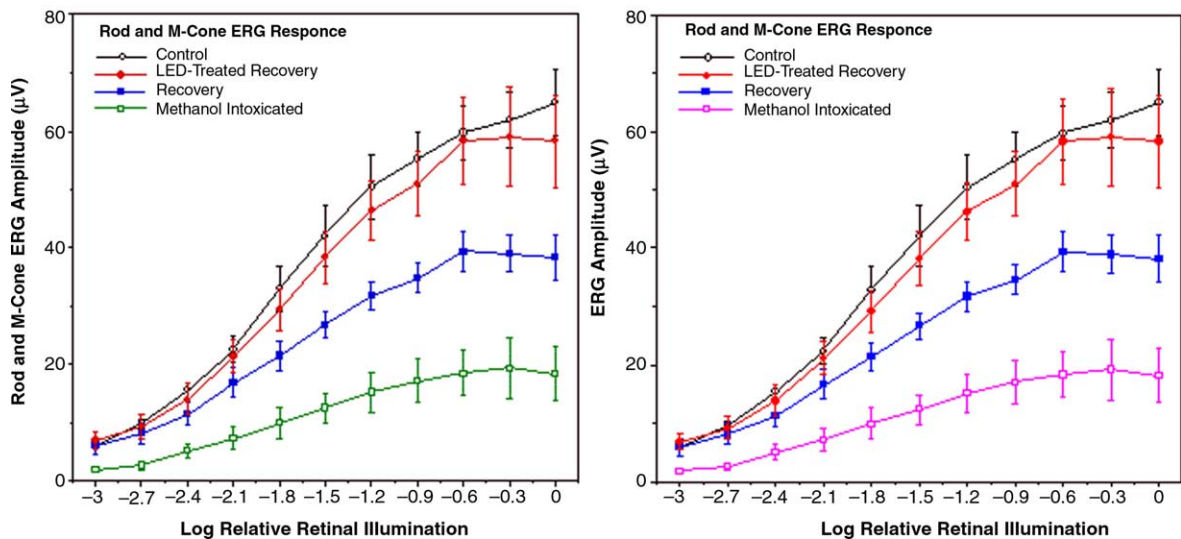 Rod and M-Cone ERG Responce
Control
LED-Treated Recovery
Recovery
Methanol Intoxicated
Rod and M-Cone ERG Amplitude (μV)
80
60
40
20
0
−3 −2.7 −2.4 −2.1 −1.8 −1.5 −1.2 −0.9 −0.6 −0.3 0
Log Relative Retinal Illumination
Rod and M-Cone ERG Responce
Control
LED-Treated Recovery
Recovery
Methanol Intoxicated
ERG Amplitude (μV)
80
60
40
20
0
−3 −2.7 −2.4 −2.1 −1.8 −1.5 −1.2 −0.9 −0.6 −0.3 0
Log Relative Retinal Illumination